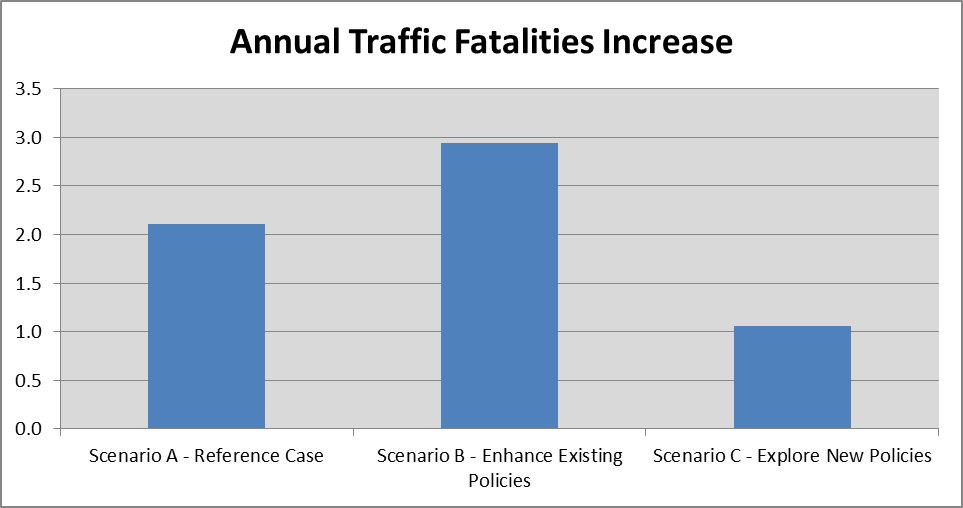 Annual Traffic Fatalities Increase
3.5
3.0
2.5
2.0
1.5
1.0
0.5
0.0
Scenario A - Reference Case
Scenario B - Enhance Existing
Policies
Scenario C - Explore New Policies